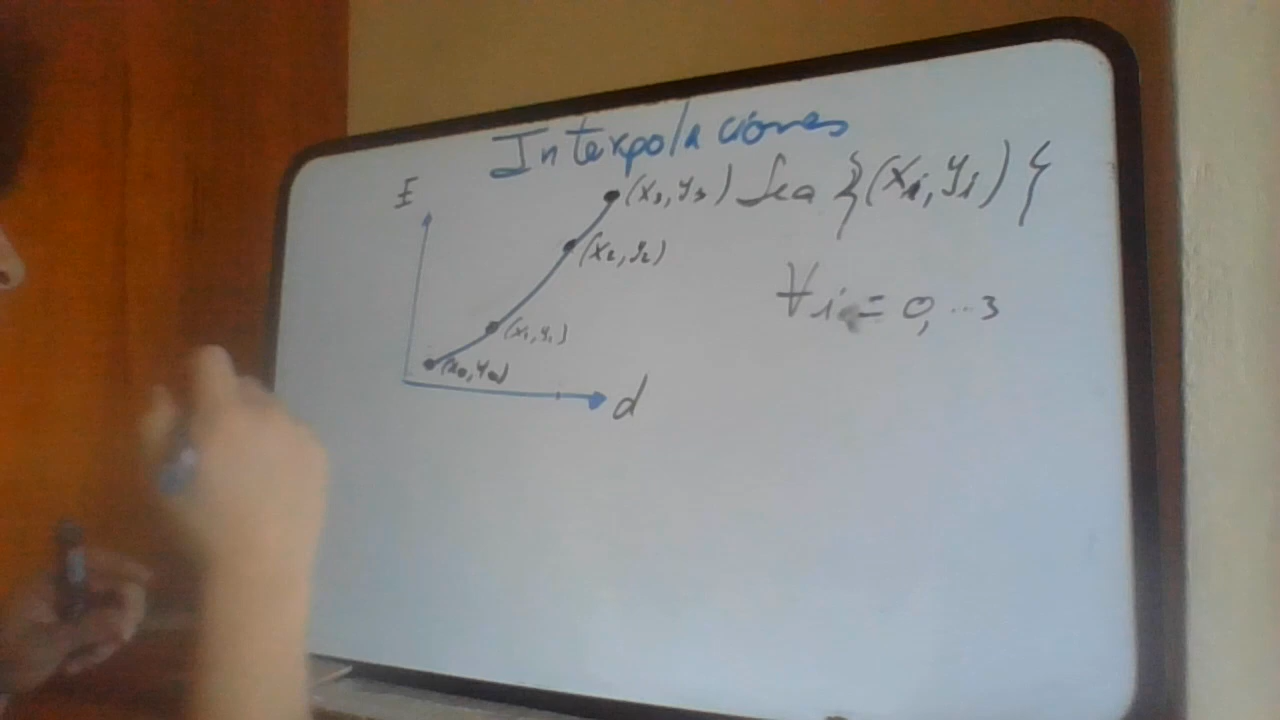 Interpolaciones
E
(x₃, y₃) Sea {(xᵢ, yᵢ)}
(x₂, y₂)
∀i = 0, ...3
(x₁, y₁)
(x₀, y₀)
d